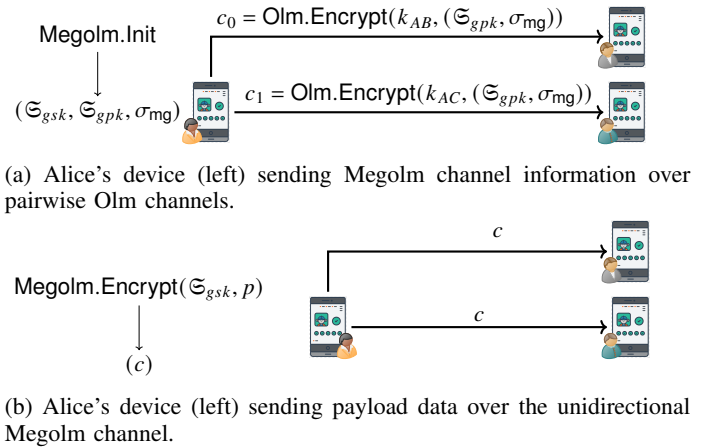 Megolm.Init
c₀ = Olm.Encrypt(k_AB, (𝔖_gpk, σ_mg))
(𝔖_gsk, 𝔖_gpk, σ_mg)
c₁ = Olm.Encrypt(k_AC, (𝔖_gpk, σ_mg))
(a) Alice's device (left) sending Megolm channel information over
pairwise Olm channels.
c
Megolm.Encrypt(𝔖_gsk, p)
c
(c)
(b) Alice's device (left) sending payload data over the unidirectional
Megolm channel.